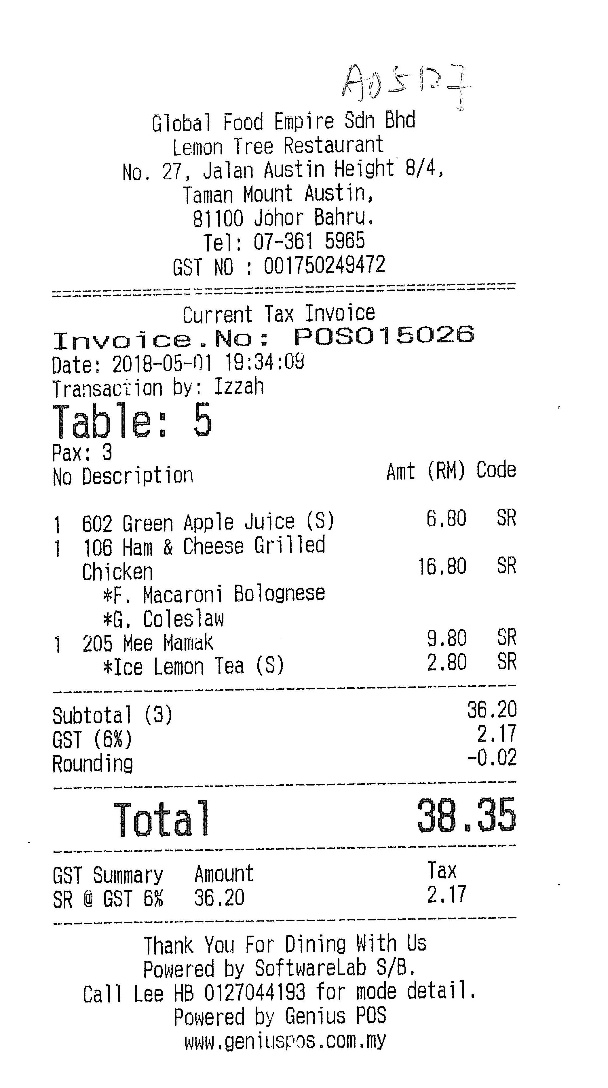 Global Food Empire Sdn Bhd
Lemon Tree Restaurant
No. 27, Jalan Austin Height 8/4,
Taman Mount Austin,
81100 Johor Bahru.
Tel: 07-361 5965
GST NO : 001750249472
Current Tax Invoice
Invoice.No: POS015026
Date: 2018-05-01 19:34:09
Transaction by: Izzah
Table: 5
Pax: 3
No Description Amt (RM) Code
1 602 Green Apple Juice (S) 6.80 SR
1 106 Ham & Cheese Grilled
Chicken 16.80 SR
*F. Macaroni Bolognese
*G. Coleslaw
1 205 Mee Mamak 9.80 SR
*Ice Lemon Tea (S) 2.80 SR
Subtotal (3) 36.20
GST (6%) 2.17
Rounding -0.02
Total 38.35
GST Summary Amount Tax
SR @ GST 6% 36.20 2.17
Thank You For Dining With Us
Powered by SoftwareLab S/B.
Call Lee HB 0127044193 for mode detail.
Powered by Genius POS
www.geniuspos.com.my